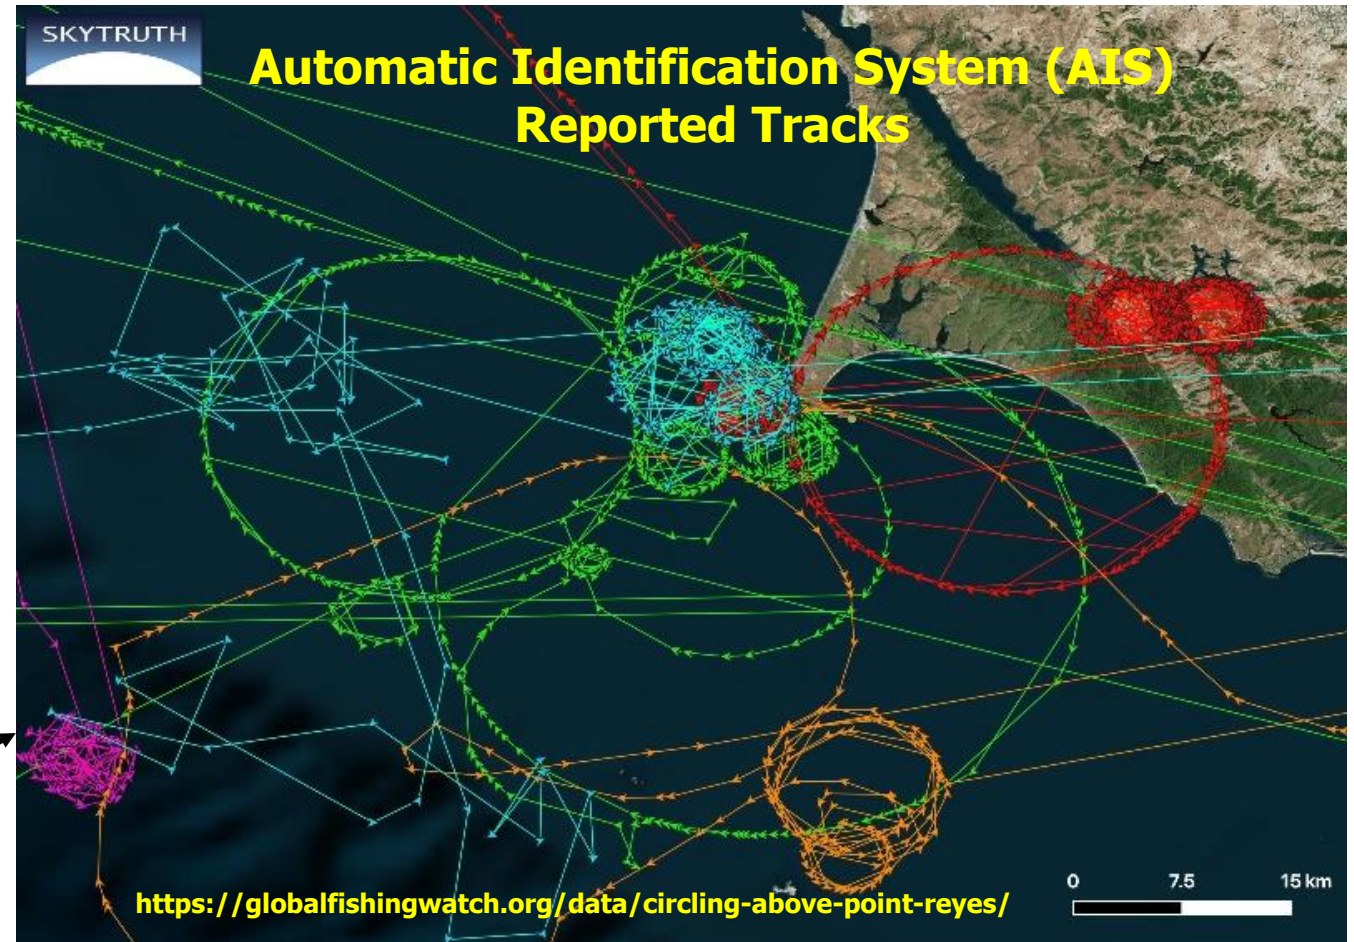 SKYTRUTH
Automatic Identification System (AIS)
Reported Tracks
https://globalfishingwatch.org/data/circling-above-point-reyes/
0 7.5 15 km